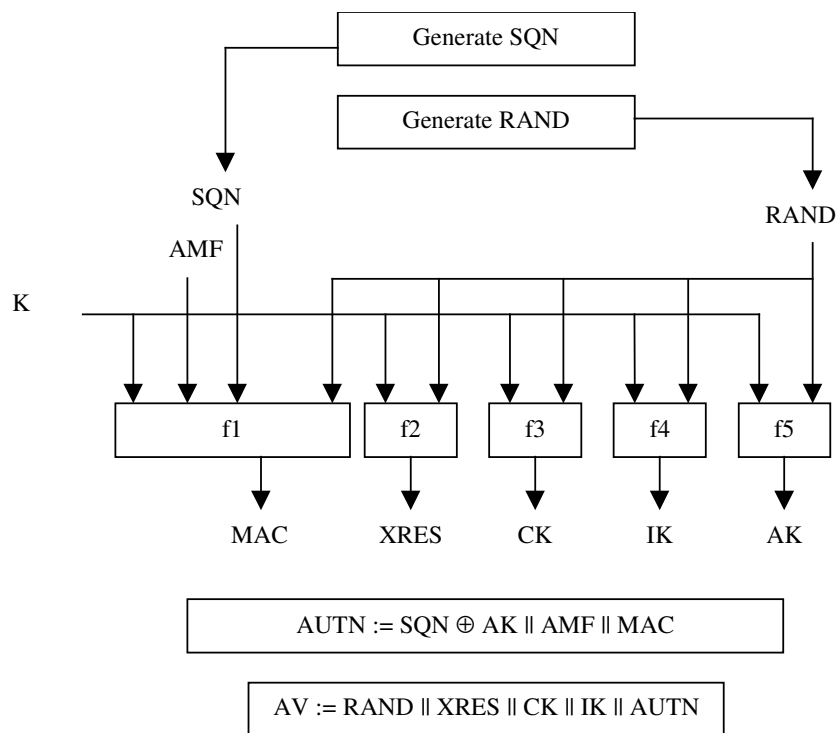 Generate SQN
Generate RAND
SQN
RAND
AMF
K
f1 f2 f3 f4 f5
MAC XRES CK IK AK
AUTN := SQN ⊕ AK || AMF || MAC
AV := RAND || XRES || CK || IK || AUTN